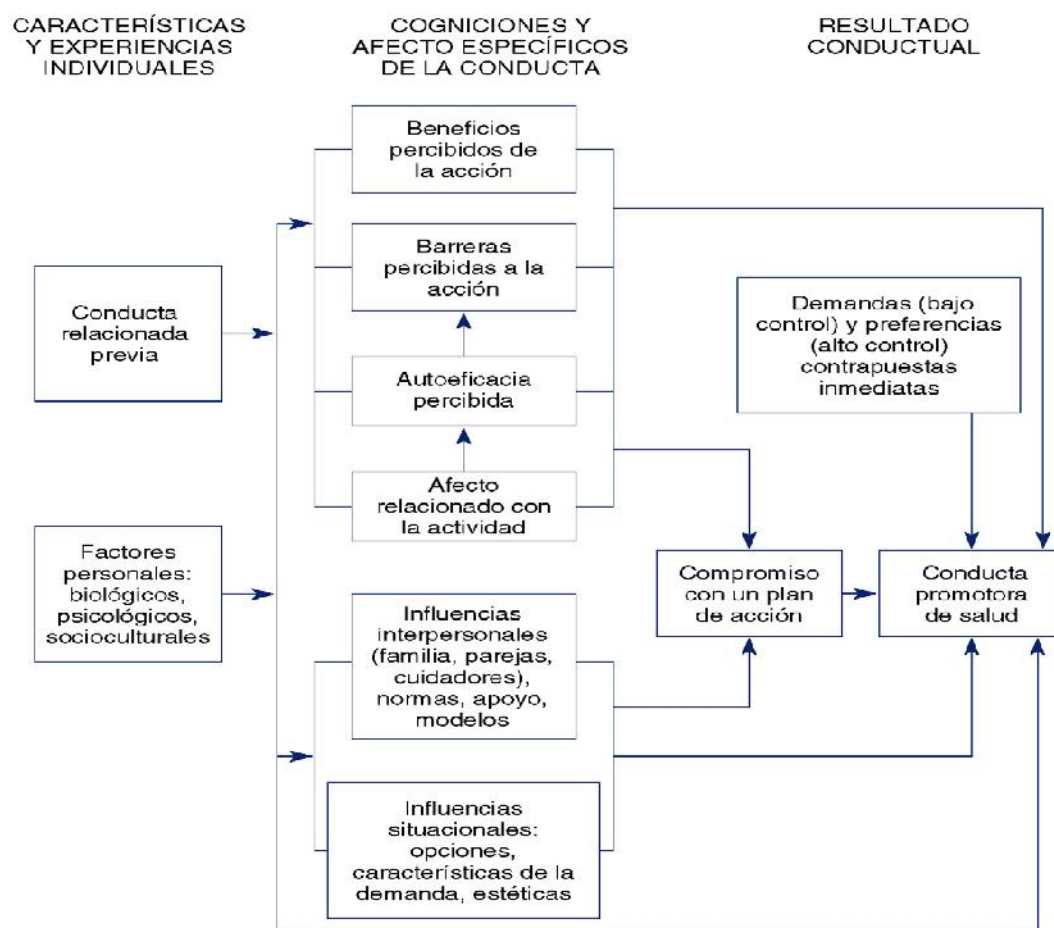 CARACTERÍSTICAS
Y EXPERIENCIAS
INDIVIDUALES
COGNICIONES Y
AFECTO ESPECÍFICOS
DE LA CONDUCTA
RESULTADO
CONDUCTUAL
Conducta
relacionada
previa
Factores
personales:
biológicos,
psicológicos,
socioculturales
Beneficios
percibidos de
la acción
Barreras
percibidas a la
acción
Autoeficacia
percibida
Afecto
relacionado con
la actividad
Influencias
interpersonales
(familia, parejas,
cuidadores),
normas, apoyo,
modelos
Influencias
situacionales:
opciones,
características de la
demanda, estéticas
Demandas (bajo
control) y preferencias
(alto control)
contrapuestas
inmediatas
Compromiso
con un plan
de acción
Conducta
promotora
de salud